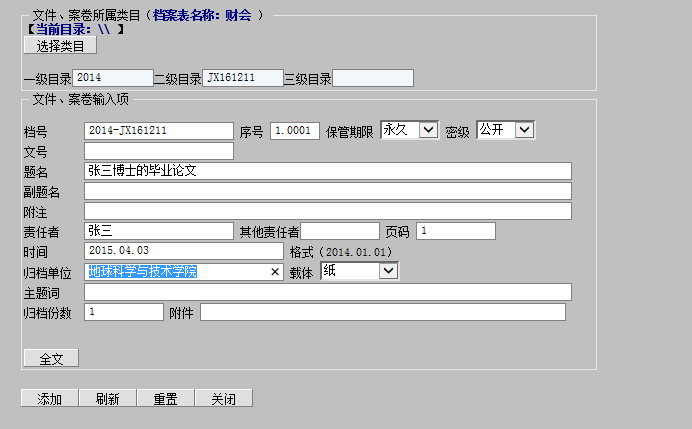 文件、案卷所属类目（档案表名称：财会 ）
【当前目录：\\ 】
选择类目
一级目录 2014 二级目录 JX161211 三级目录
文件、案卷输入项
档号 2014-JX161211 序号 1.0001 保管期限 永久 密级 公开
文号
题名 张三博士的毕业论文
副题名
附注
责任者 张三 其他责任者 页码 1
时间 2015.04.03 格式（2014.01.01）
归档单位 地球科学与技术学院 × 载体 纸
主题词
归档份数 1 附件
全文
添加 刷新 重置 关闭